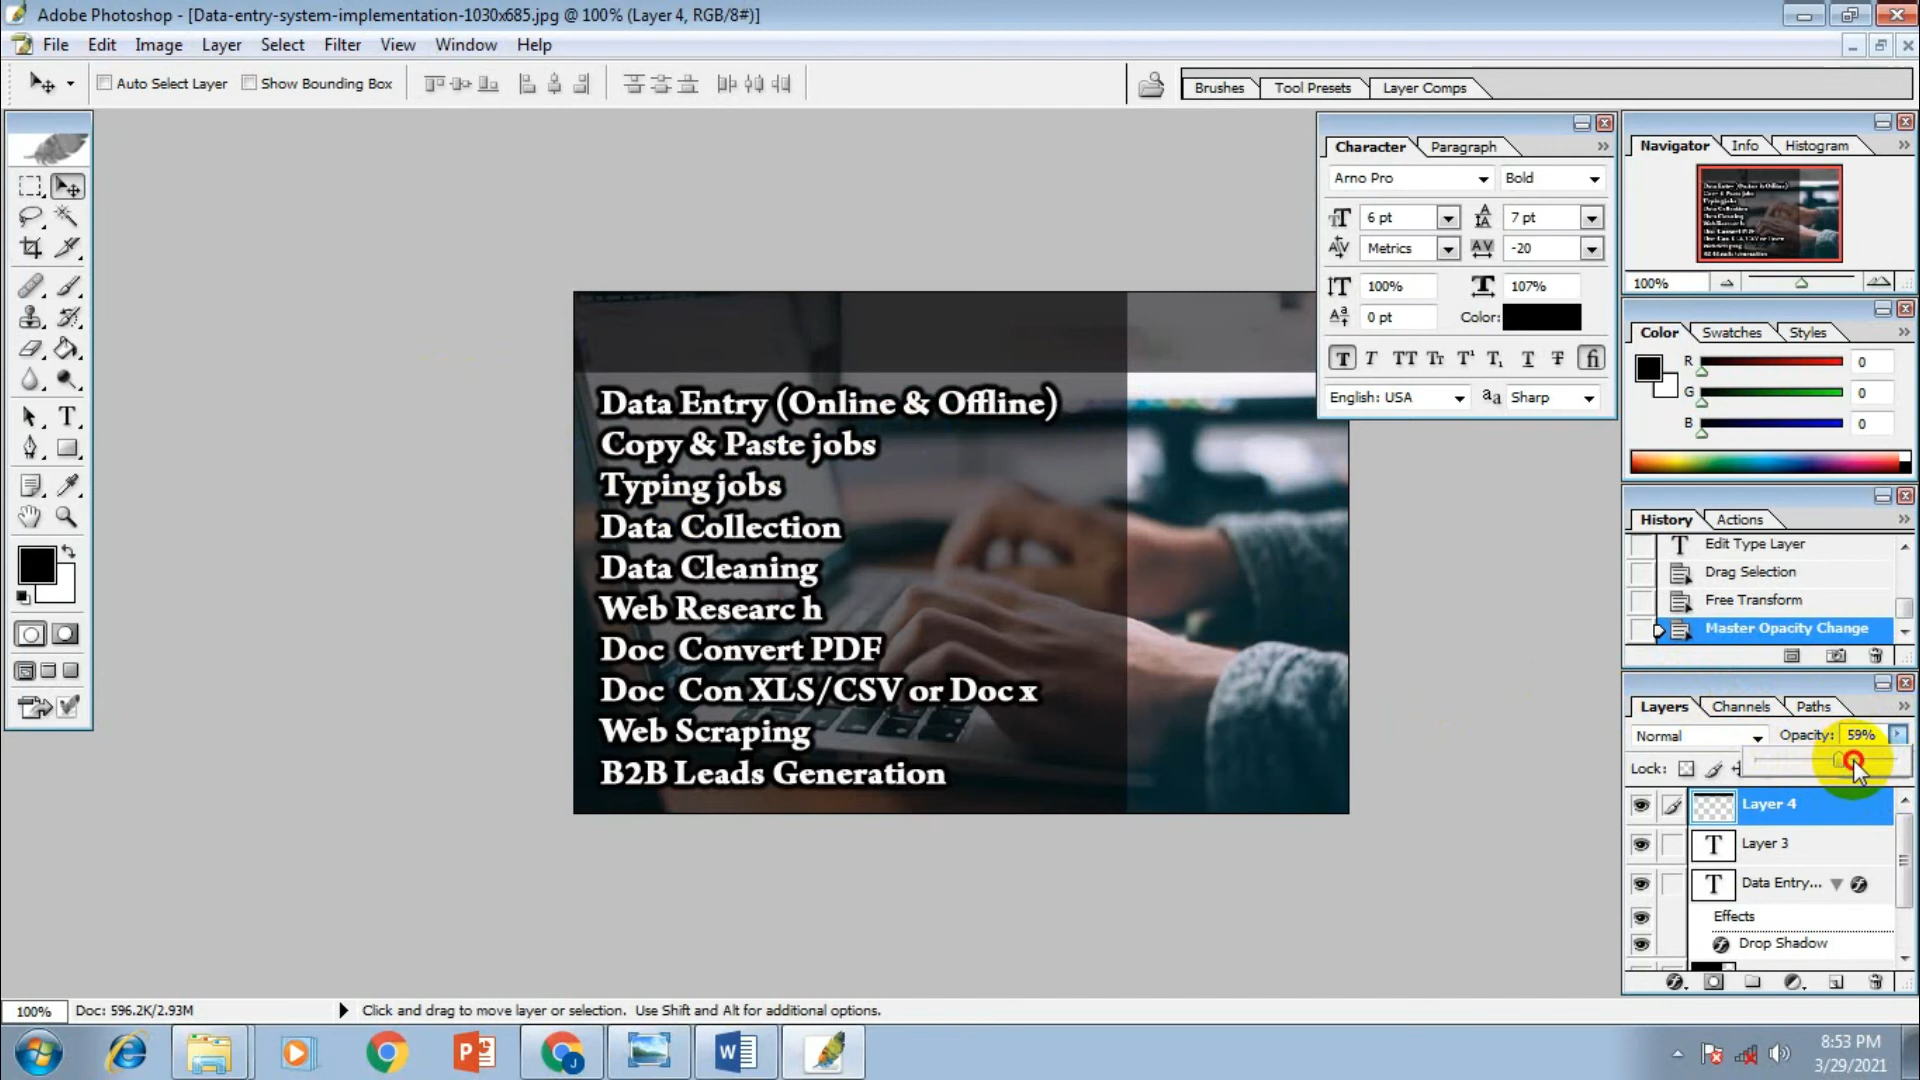 Adobe Photoshop - [Data-entry-system-implementation-1030x685.jpg @ 100% (Layer 4, RGB/8#)]
File Edit Image Layer Select Filter View Window Help
Auto Select Layer Show Bounding Box Brushes Tool Presets Layer Comps
Character Paragraph
Arno Pro Bold
6 pt 7 pt
Metrics -20
100% 107%
0 pt Color:
English: USA Sharp
Navigator Info Histogram
100%
Color Swatches Styles
R 0
G 0
B 0
History Actions
Edit Type Layer
Drag Selection
Free Transform
Master Opacity Change
Layers Channels Paths
Normal Opacity: 59%
Lock:
Layer 4
Layer 3
Data Entry...
Effects
Drop Shadow
Data Entry (Online & Offline)
Copy & Paste jobs
Typing jobs
Data Collection
Data Cleaning
Web Researc h
Doc Convert PDF
Doc Con XLS/CSV or Doc x
Web Scraping
B2B Leads Generation
100% Doc: 596.2K/2.93M Click and drag to move layer or selection. Use Shift and Alt for additional options.
8:53 PM
3/29/2021